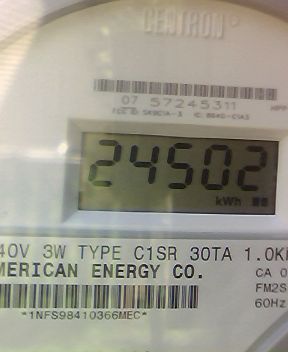 CENTRON®
07 57245311
24502
kWh
40V 3W TYPE C1SR 30TA 1.0K
MERICAN ENERGY CO.
CA 0
FM2S
60Hz
*1NFS98410366MEC*